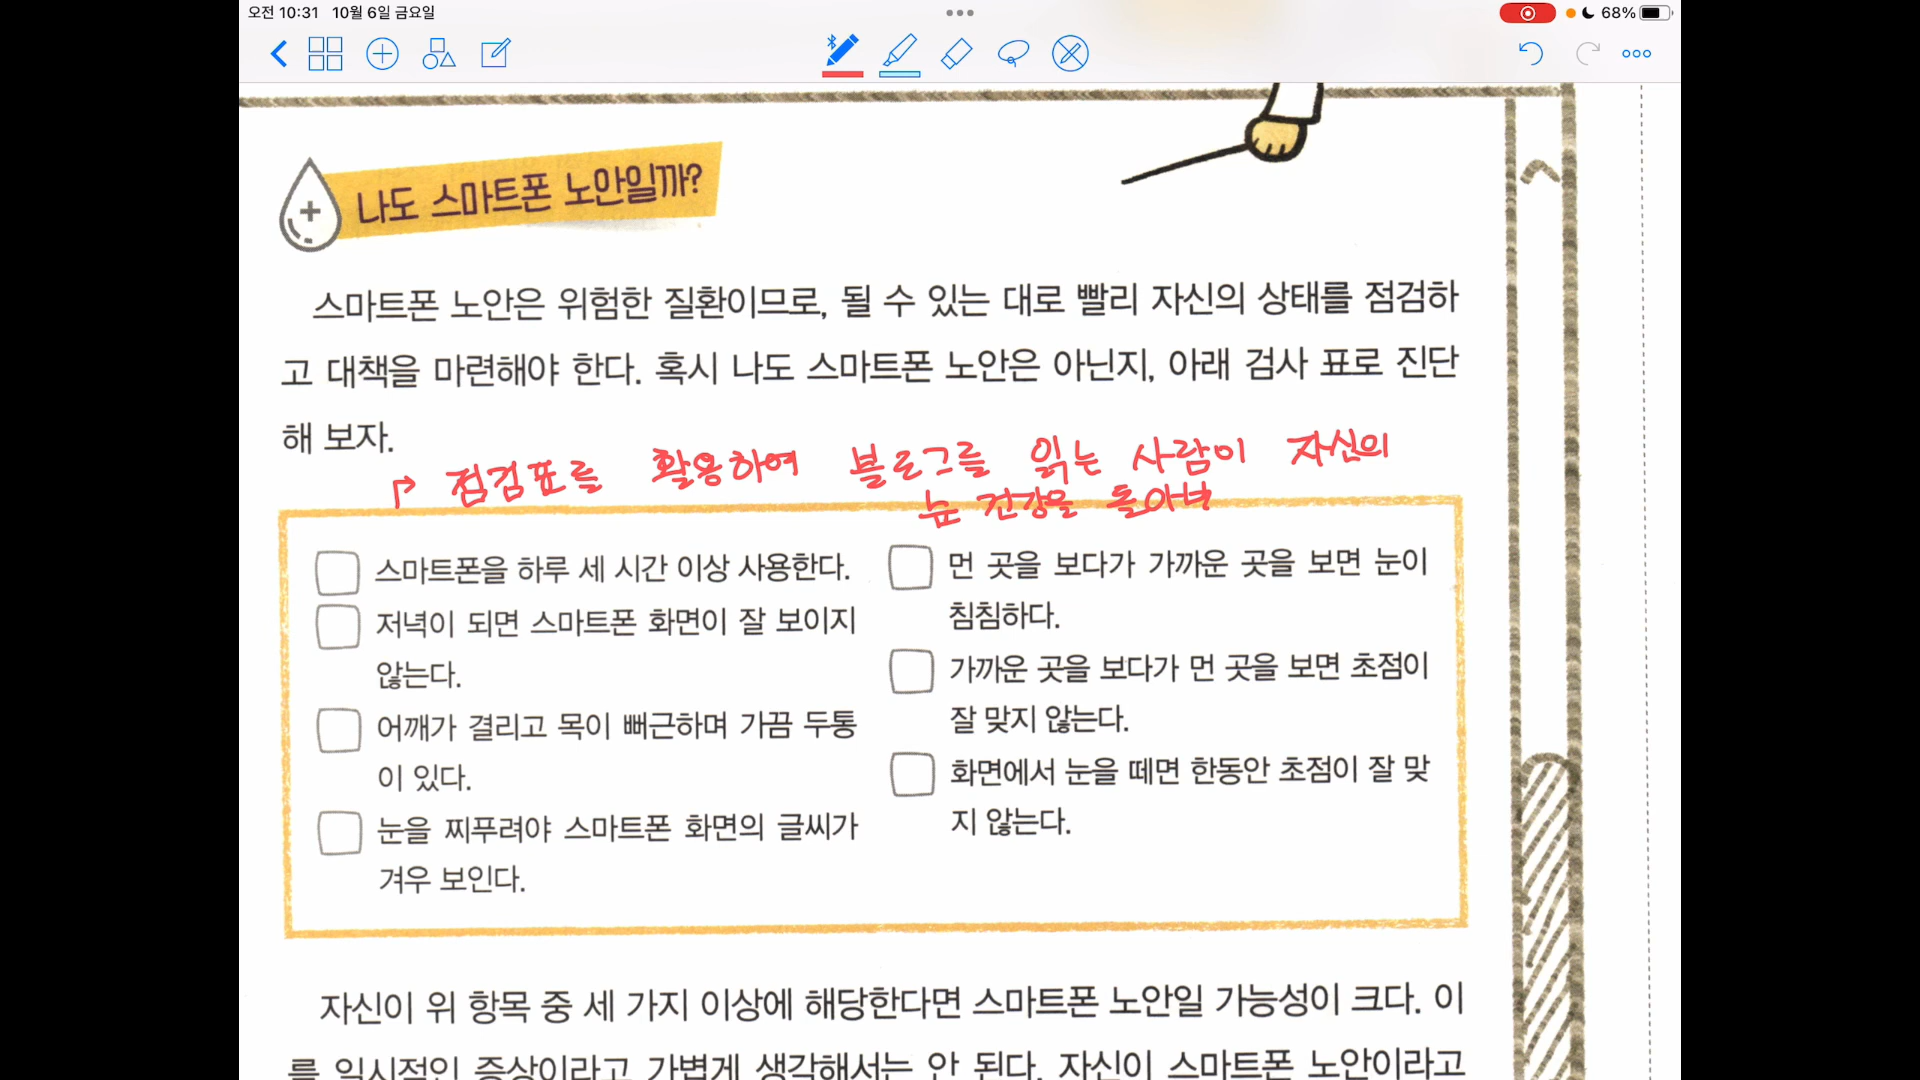 오전 10:31 10월 6일 금요일
68%
나도 스마트폰 노안일까?
스마트폰 노안은 위험한 질환이므로, 될 수 있는 대로 빨리 자신의 상태를 점검하
고 대책을 마련해야 한다. 혹시 나도 스마트폰 노안은 아닌지, 아래 검사 표로 진단
해 보자.
점검표를 활용하여 블로그를 읽는 사람이 자신의
눈 건강을 돌아
스마트폰을 하루 세 시간 이상 사용한다.
저녁이 되면 스마트폰 화면이 잘 보이지
않는다.
어깨가 결리고 목이 뻐근하며 가끔 두통
이 있다.
눈을 찌푸려야 스마트폰 화면의 글씨가
겨우 보인다.
먼 곳을 보다가 가까운 곳을 보면 눈이
침침하다.
가까운 곳을 보다가 먼 곳을 보면 초점이
잘 맞지 않는다.
화면에서 눈을 떼면 한동안 초점이 잘 맞
지 않는다.
자신이 위 항목 중 세 가지 이상에 해당한다면 스마트폰 노안일 가능성이 크다. 이
를 일시적인 증상이라고 가볍게 생각해서는 안 된다. 자신이 스마트폰 노안이라고